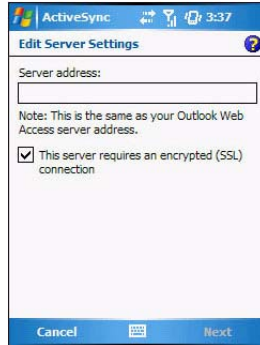 ActiveSync 3:37
Edit Server Settings ?
Server address:
Note: This is the same as your Outlook Web
Access server address.
This server requires an encrypted (SSL)
connection
Cancel Next